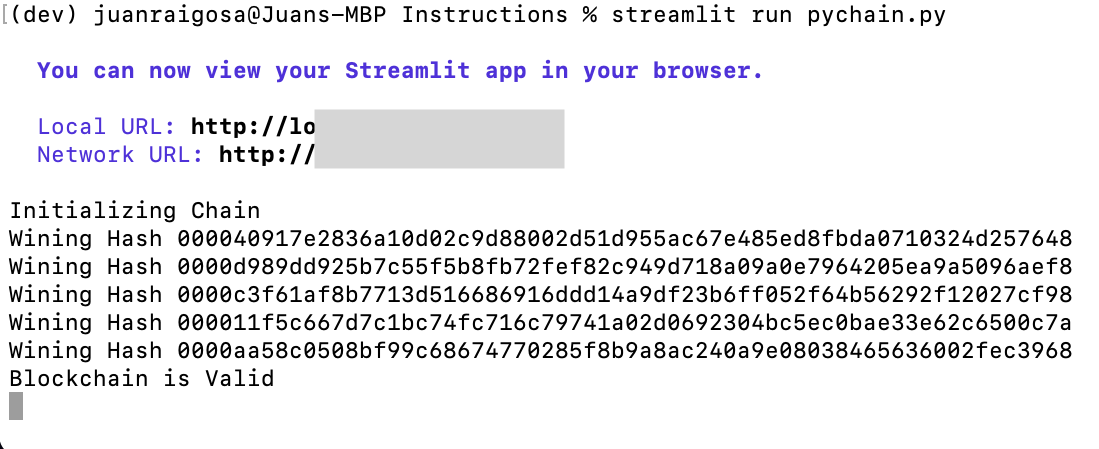 [(dev) juanraigosa@Juans-MBP Instructions % streamlit run pychain.py
You can now view your Streamlit app in your browser.
Local URL: http://lo
Network URL: http://
Initializing Chain
Wining Hash 000040917e2836a10d02c9d88002d51d955ac67e485ed8fbda0710324d257648
Wining Hash 0000d989dd925b7c55f5b8fb72fef82c949d718a09a0e7964205ea9a5096aef8
Wining Hash 0000c3f61af8b7713d516686916ddd14a9df23b6ff052f64b56292f12027cf98
Wining Hash 000011f5c667d7c1bc74fc716c79741a02d0692304bc5ec0bae33e62c6500c7a
Wining Hash 0000aa58c0508bf99c68674770285f8b9a8ac240a9e08038465636002fec3968
Blockchain is Valid